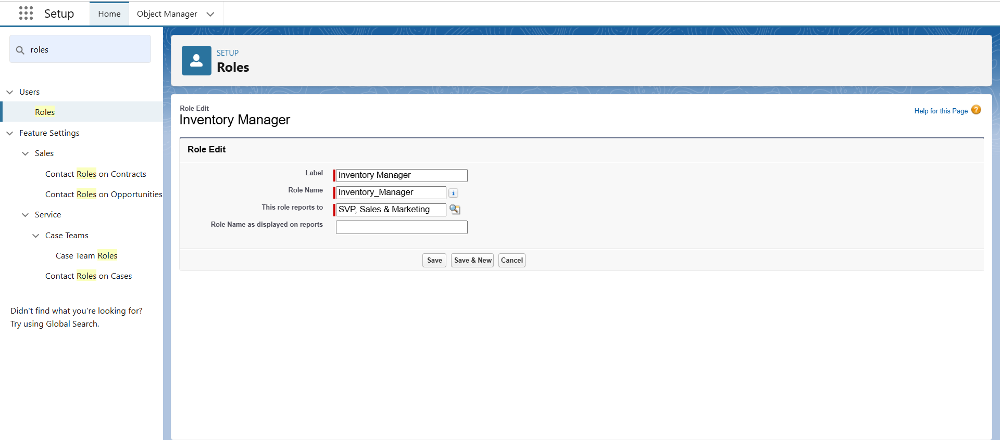 Setup
Home
Object Manager
roles
Users
Roles
Feature Settings
Sales
Contact Roles on Contracts
Contact Roles on Opportunities
Service
Case Teams
Case Team Roles
Contact Roles on Cases
Didn't find what you're looking for?
Try using Global Search.
SETUP
Roles
Role Edit
Inventory Manager
Help for this Page ?
Role Edit
Label
Inventory Manager
Role Name
Inventory_Manager
i
This role reports to
SVP, Sales & Marketing
Role Name as displayed on reports
Save
Save & New
Cancel